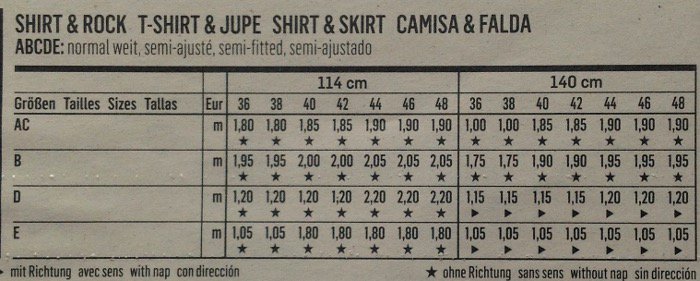 SHIRT & ROCK T-SHIRT & JUPE SHIRT & SKIRT CAMISA & FALDA
ABCDE: normal weit, semi-ajusté, semi-fitted, semi-ajustado
114 cm 140 cm
Größen Tailles Sizes Tallas Eur 36 38 40 42 44 46 48 36 38 40 42 44 46 48
AC m 1,80 1,80 1,85 1,85 1,90 1,90 1,90 1,00 1,00 1,85 1,85 1,90 1,90 1,90
★ ★ ★ ★ ★ ★ ★ ★ ★ ★ ★ ★ ★ ★
B m 1,95 1,95 2,00 2,00 2,05 2,05 2,05 1,75 1,75 1,90 1,90 1,95 1,95 1,95
★ ★ ★ ★ ★ ★ ★ ★ ★ ★ ★ ★ ★ ★
D m 1,20 1,20 1,20 1,20 2,20 2,20 2,20 1,15 1,15 1,15 1,15 1,20 1,20 1,20
★ ★ ★ ★ ★ ★ ★ ► ► ► ► ► ► ►
E m 1,05 1,05 1,80 1,80 1,80 1,80 1,80 1,05 1,05 1,05 1,05 1,05 1,05 1,05
★ ★ ★ ★ ★ ★ ★ ► ► ► ► ► ► ►
► mit Richtung avec sens with nap con dirección ★ ohne Richtung sans sens without nap sin dirección